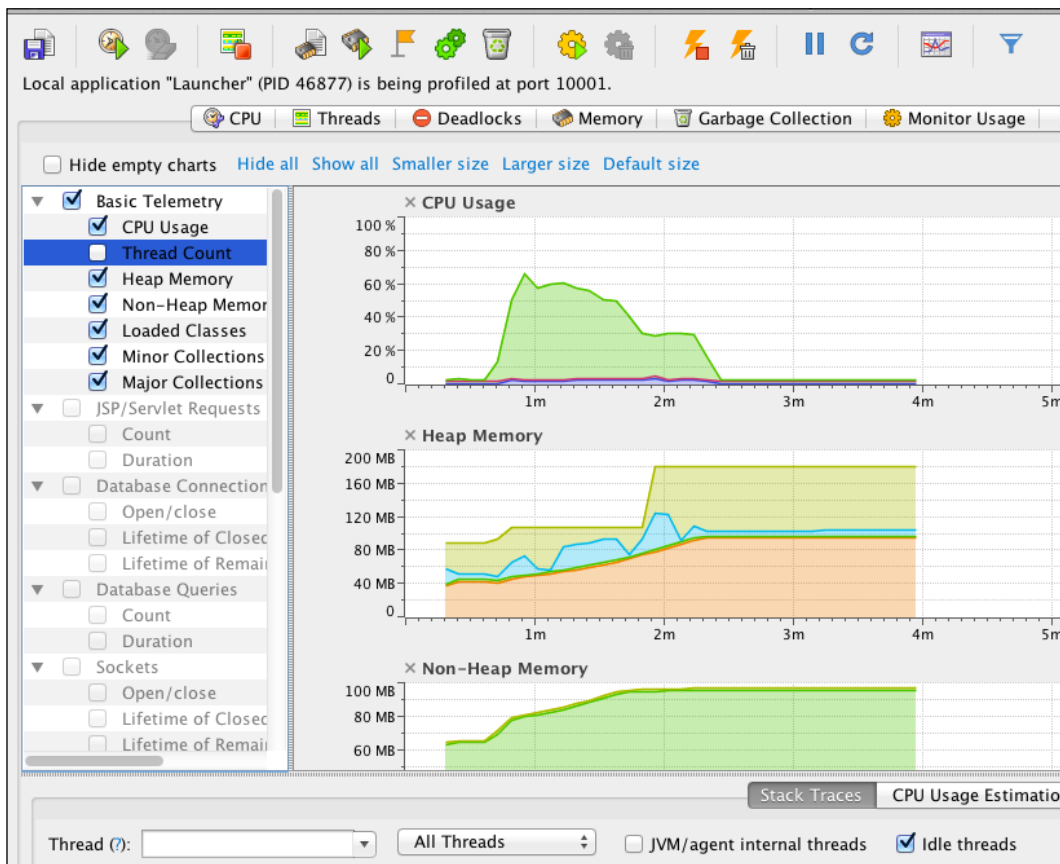 Local application "Launcher" (PID 46877) is being profiled at port 10001.
CPU Threads Deadlocks Memory Garbage Collection Monitor Usage
Hide empty charts Hide all Show all Smaller size Larger size Default size
Basic Telemetry
CPU Usage
Thread Count
Heap Memory
Non-Heap Memor
Loaded Classes
Minor Collections
Major Collections
JSP/Servlet Requests
Count
Duration
Database Connection
Open/close
Lifetime of Closed
Lifetime of Remai
Database Queries
Count
Duration
Sockets
Open/close
Lifetime of Closed
Lifetime of Remai
CPU Usage
100 %
80 %
60 %
40 %
20 %
0
1m 2m 3m 4m 5m
Heap Memory
200 MB
160 MB
120 MB
80 MB
40 MB
0
1m 2m 3m 4m 5m
Non-Heap Memory
100 MB
80 MB
60 MB
Stack Traces CPU Usage Estimatio
Thread (?): All Threads JVM/agent internal threads Idle threads